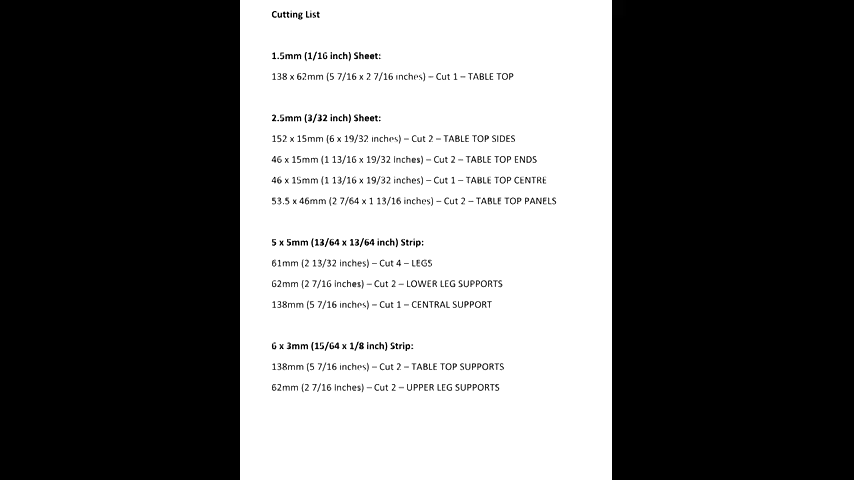 Cutting List
1.5mm (1/16 inch) Sheet:
138 x 62mm (5 7/16 x 2 7/16 inches) – Cut 1 – TABLE TOP
2.5mm (3/32 inch) Sheet:
152 x 15mm (6 x 19/32 inches) – Cut 2 – TABLE TOP SIDES
46 x 15mm (1 13/16 x 19/32 inches) – Cut 2 – TABLE TOP ENDS
46 x 15mm (1 13/16 x 19/32 inches) – Cut 1 – TABLE TOP CENTRE
53.5 x 46mm (2 7/64 x 1 13/16 inches) – Cut 2 – TABLE TOP PANELS
5 x 5mm (13/64 x 13/64 inch) Strip:
61mm (2 13/32 inches) – Cut 4 – LEGS
62mm (2 7/16 inches) – Cut 2 – LOWER LEG SUPPORTS
138mm (5 7/16 inches) – Cut 1 – CENTRAL SUPPORT
6 x 3mm (15/64 x 1/8 inch) Strip:
138mm (5 7/16 inches) – Cut 2 – TABLE TOP SUPPORTS
62mm (2 7/16 inches) – Cut 2 – UPPER LEG SUPPORTS